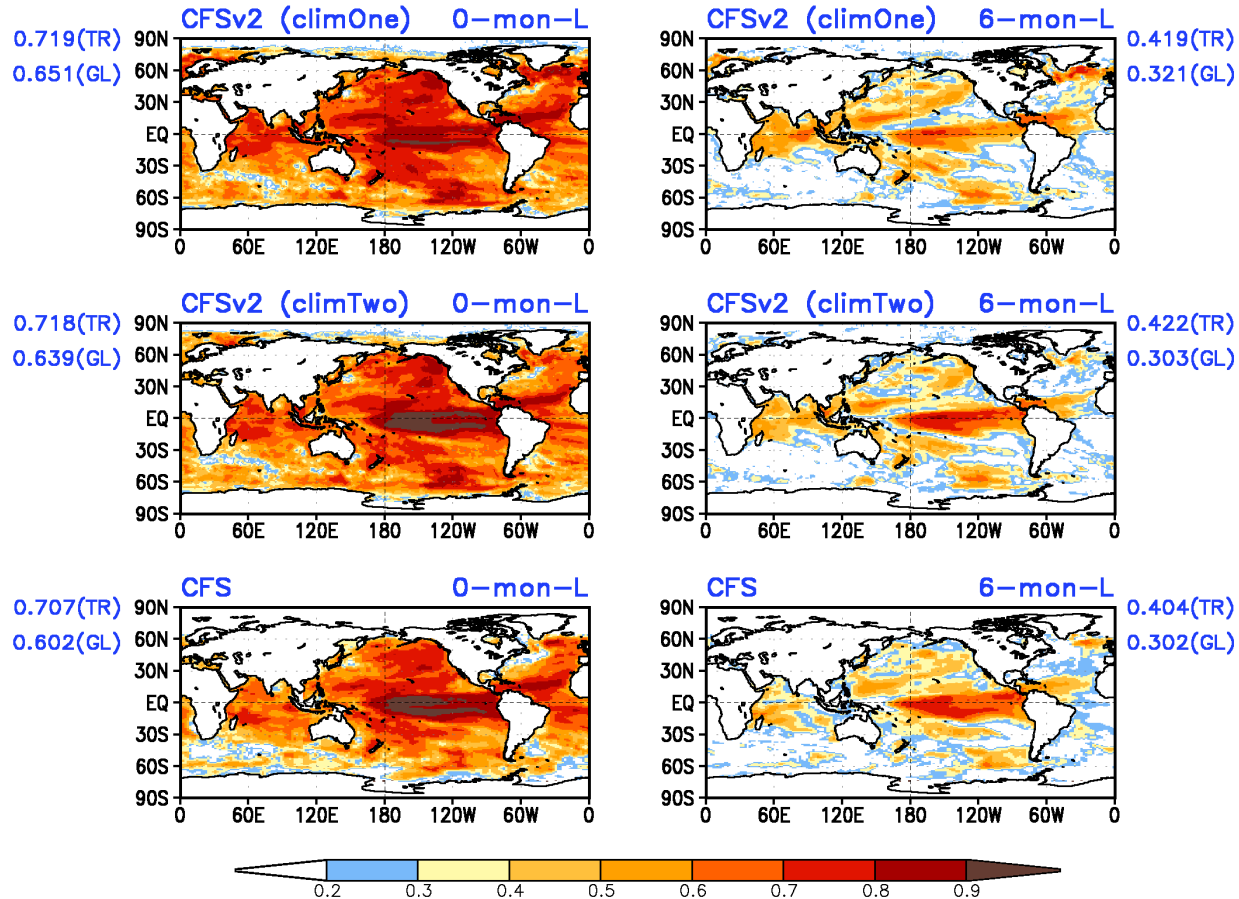 CFSv2 (climOne) 0-mon-L
CFSv2 (climOne) 6-mon-L
0.719(TR)
0.651(GL)
0.419(TR)
0.321(GL)
90N
60N
30N
EQ
30S
60S
90S
0 60E 120E 180 120W 60W 0
90N
60N
30N
EQ
30S
60S
90S
0 60E 120E 180 120W 60W 0
CFSv2 (climTwo) 0-mon-L
CFSv2 (climTwo) 6-mon-L
0.718(TR)
0.639(GL)
0.422(TR)
0.303(GL)
90N
60N
30N
EQ
30S
60S
90S
0 60E 120E 180 120W 60W 0
90N
60N
30N
EQ
30S
60S
90S
0 60E 120E 180 120W 60W 0
CFS 0-mon-L
CFS 6-mon-L
0.707(TR)
0.602(GL)
0.404(TR)
0.302(GL)
90N
60N
30N
EQ
30S
60S
90S
0 60E 120E 180 120W 60W 0
90N
60N
30N
EQ
30S
60S
90S
0 60E 120E 180 120W 60W 0
0.2 0.3 0.4 0.5 0.6 0.7 0.8 0.9